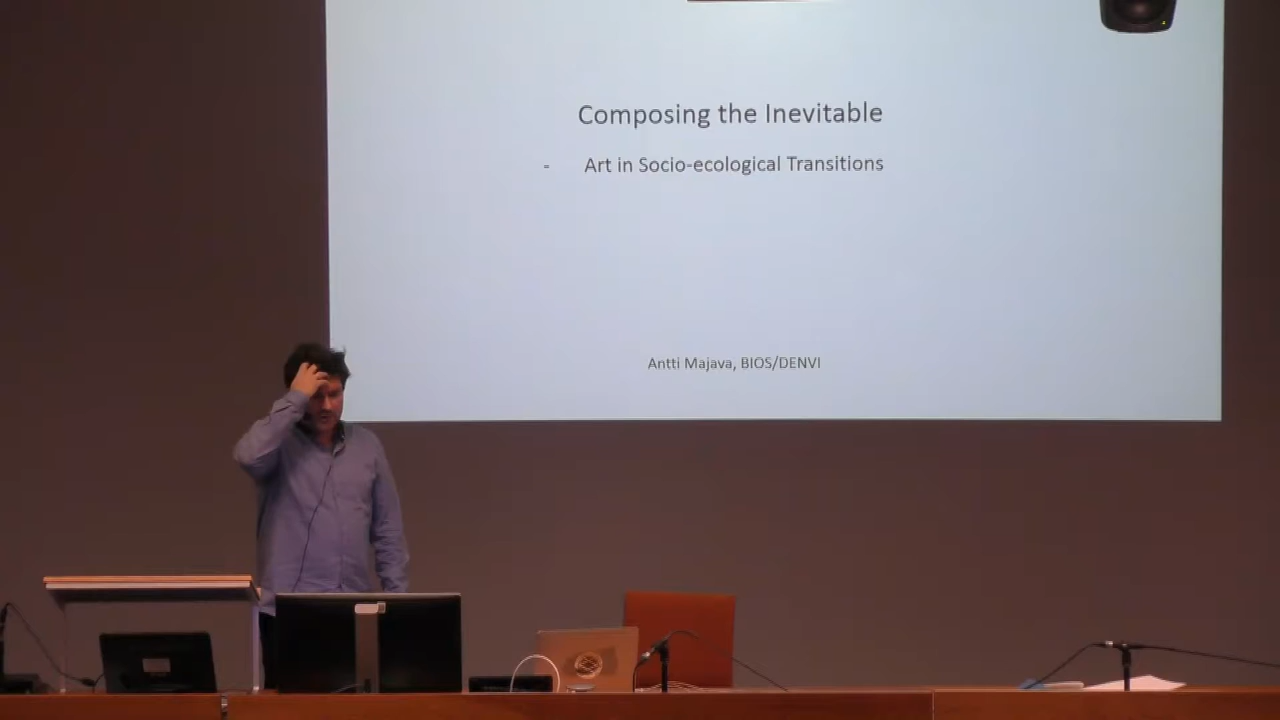 Composing the Inevitable
- Art in Socio-ecological Transitions
Antti Majava, BIOS/DENVI